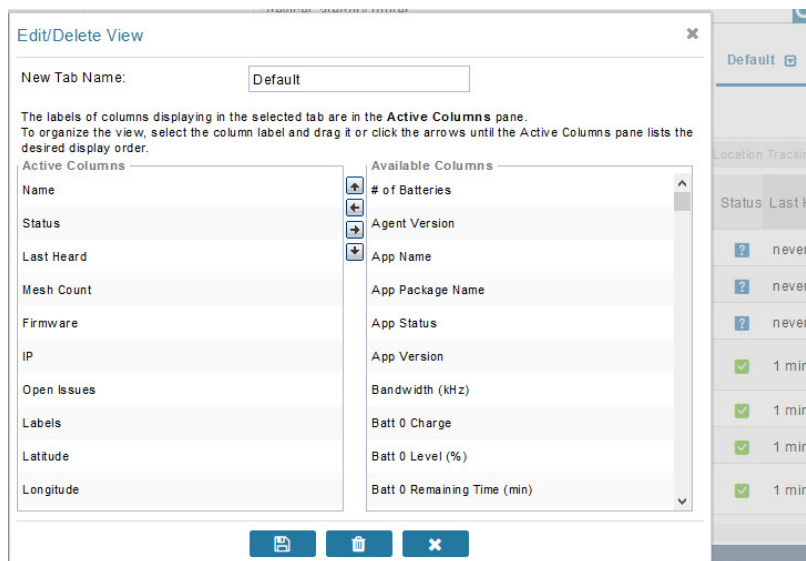 Edit/Delete View
New Tab Name:
Default
The labels of columns displaying in the selected tab are in the Active Columns pane.
To organize the view, select the column label and drag it or click the arrows until the Active Columns pane lists the
desired display order.
Active Columns
Name
Status
Last Heard
Mesh Count
Firmware
IP
Open Issues
Labels
Latitude
Longitude
Available Columns
# of Batteries
Agent Version
App Name
App Package Name
App Status
App Version
Bandwidth (kHz)
Batt 0 Charge
Batt 0 Level (%)
Batt 0 Remaining Time (min)
Default
Location
Status Last
? never
? never
? never
1
1
1
1